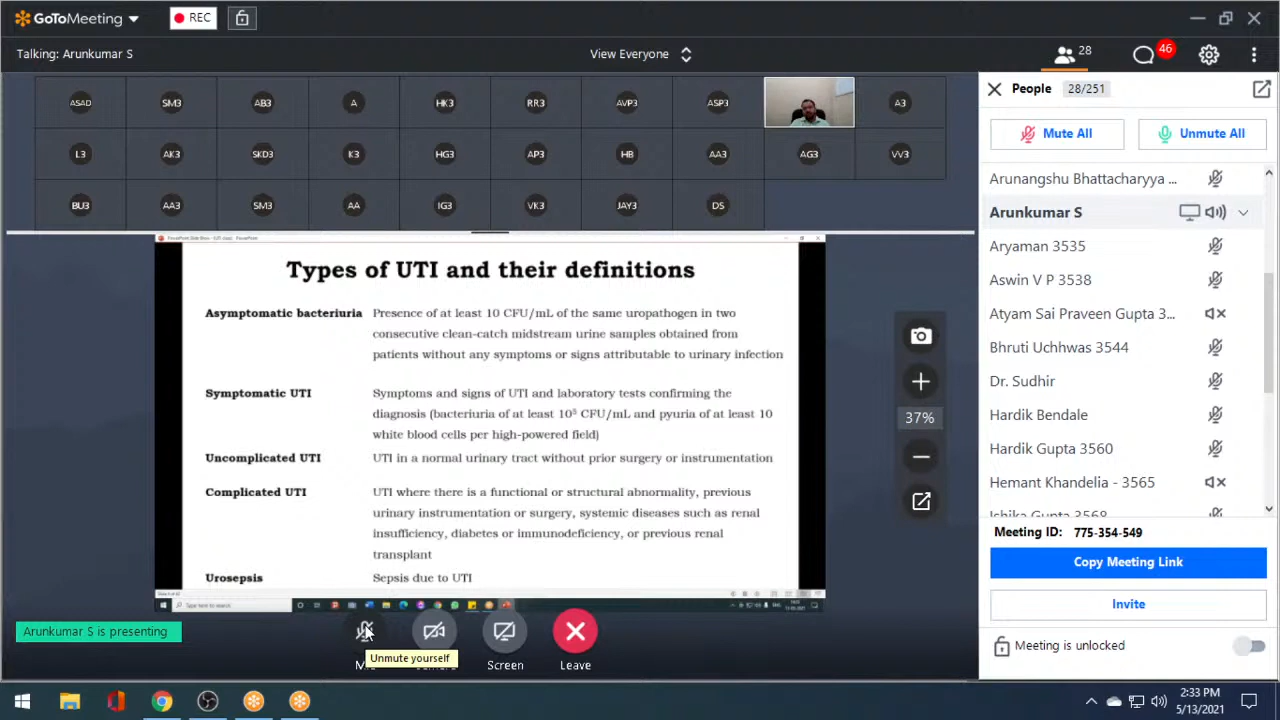 GoToMeeting
REC
Talking: Arunkumar S
View Everyone
28
46
ASAD SM3 AB3 A HK3 RR3 AVP3 ASP3 A3
L3 AK3 SKD3 K3 HG3 AP3 HB AA3 AG3 VV3
BU3 AA3 SM3 AA IG3 VK3 JAY3 DS
Types of UTI and their definitions
Asymptomatic bacteriuria
Presence of at least 10 CFU/mL of the same uropathogen in two
consecutive clean-catch midstream urine samples obtained from
patients without any symptoms or signs attributable to urinary infection
Symptomatic UTI
Symptoms and signs of UTI and laboratory tests confirming the
diagnosis (bacteriuria of at least 10⁵ CFU/mL and pyuria of at least 10
white blood cells per high-powered field)
Uncomplicated UTI
UTI in a normal urinary tract without prior surgery or instrumentation
Complicated UTI
UTI where there is a functional or structural abnormality, previous
urinary instrumentation or surgery, systemic diseases such as renal
insufficiency, diabetes or immunodeficiency, or previous renal
transplant
Urosepsis
Sepsis due to UTI
Type here to search
37%
Arunkumar S is presenting
Unmute yourself
Screen
Leave
People 28/251
Mute All
Unmute All
Arunangshu Bhattacharyya ...
Arunkumar S
Aryaman 3535
Aswin V P 3538
Atyam Sai Praveen Gupta 3...
Bhruti Uchhwas 3544
Dr. Sudhir
Hardik Bendale
Hardik Gupta 3560
Hemant Khandelia - 3565
Ishika Gupta 3568
Meeting ID: 775-354-549
Copy Meeting Link
Invite
Meeting is unlocked
2:33 PM
5/13/2021